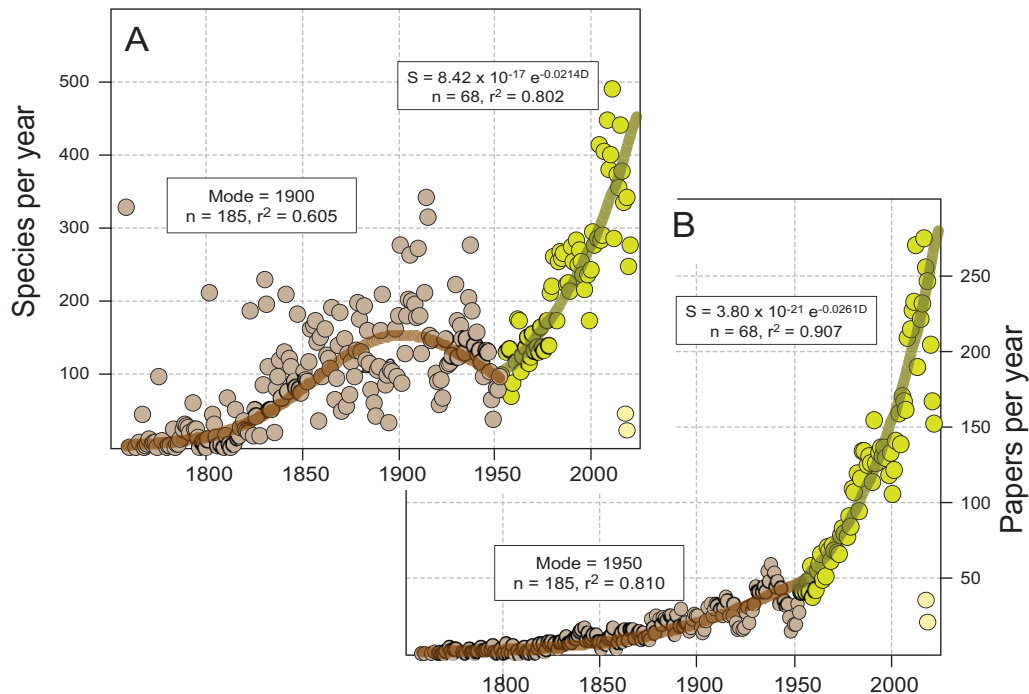 A
S = 8.42 x 10⁻¹⁷ e⁻⁰·⁰²¹⁴ᴰ
n = 68, r² = 0.802
Mode = 1900
n = 185, r² = 0.605
Species per year
500
400
300
200
100
1800
1850
1900
1950
2000
B
S = 3.80 x 10⁻²¹ e⁻⁰·⁰²⁶¹ᴰ
n = 68, r² = 0.907
Mode = 1950
n = 185, r² = 0.810
Papers per year
250
200
150
100
50
1800
1850
1900
1950
2000